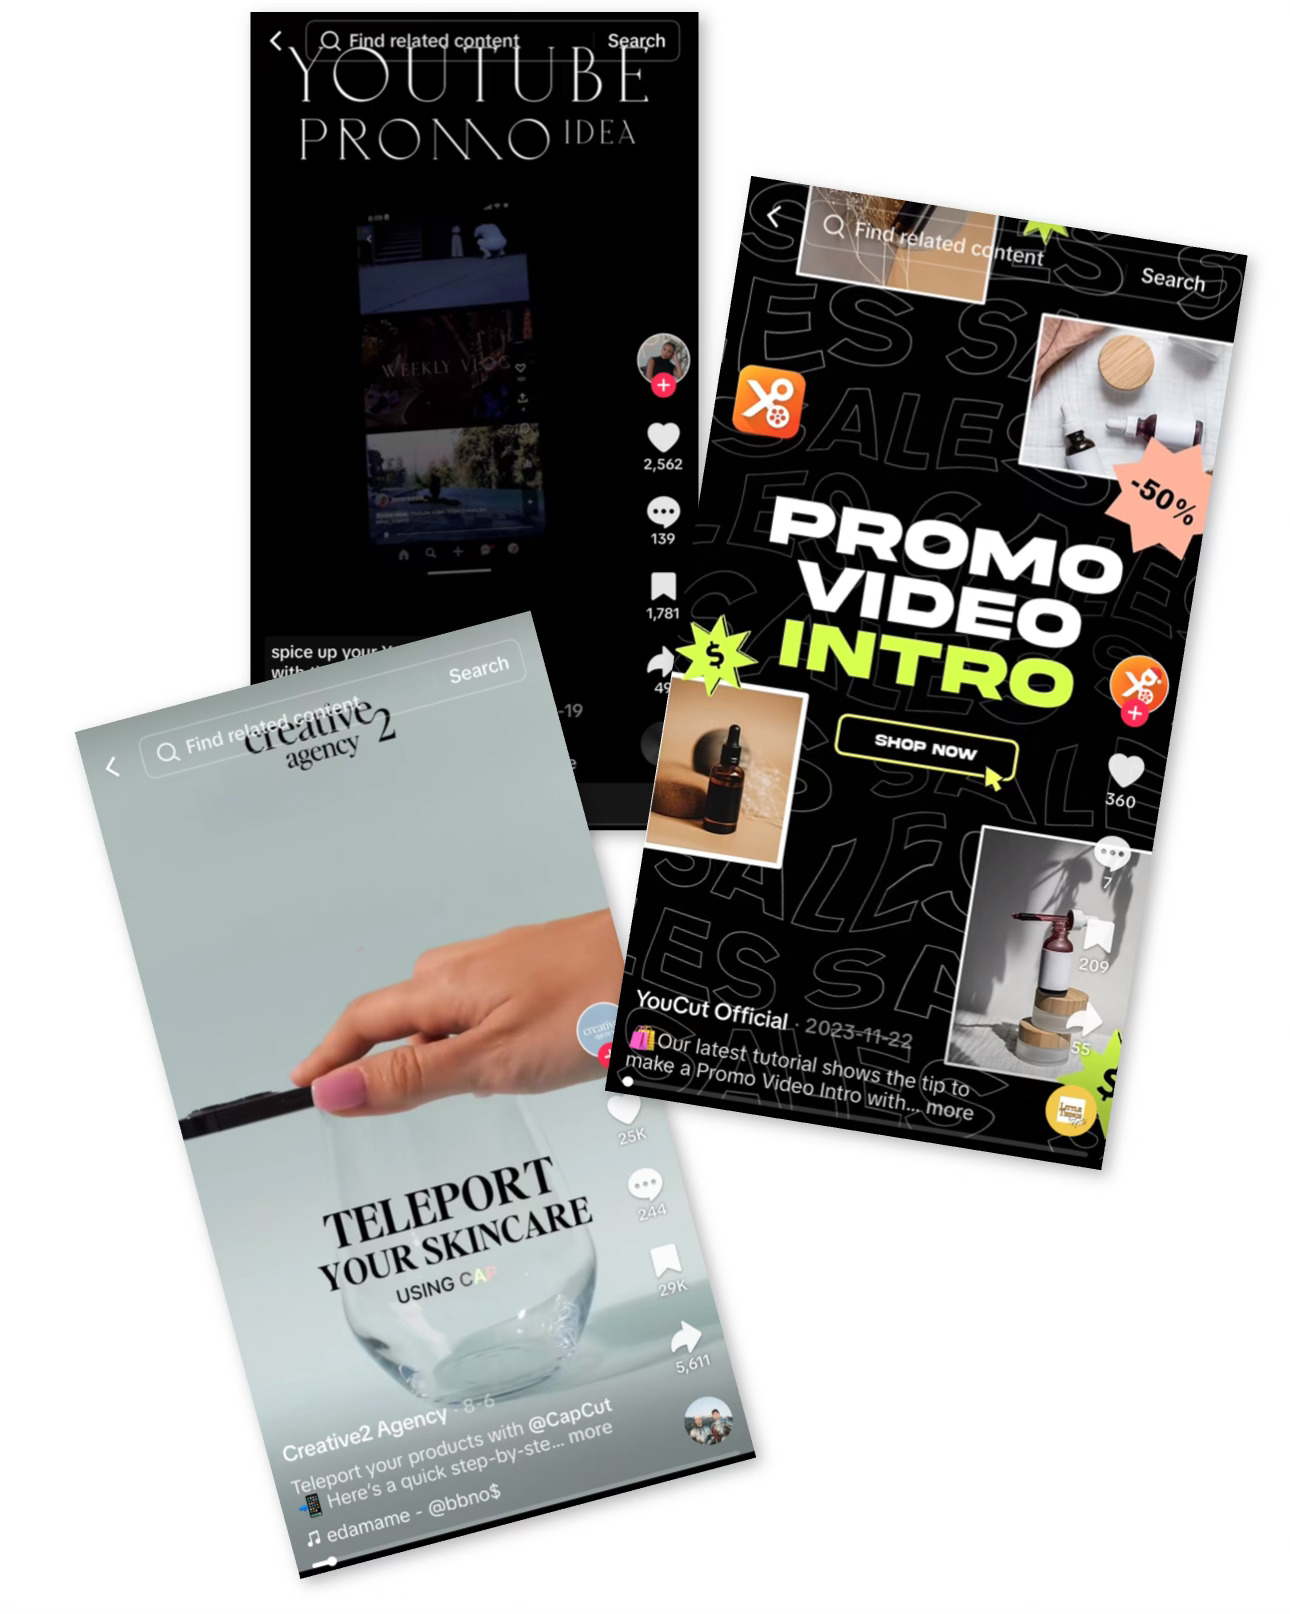 Find related content
Search
YOUTUBE
PROMO IDEA
WEEKLY VLOG
2,562
139
1,781
spice up your
-19
Find related content
Search
SALES
-50%
PROMO
VIDEO
INTRO
$
SHOP NOW
360
7
209
55
YouCut Official · 2023-11-22
🛍️Our latest tutorial shows the tip to
make a Promo Video Intro with... more
Find related content
Search
creative
agency 2
TELEPORT
YOUR SKINCARE
USING CAP
25K
244
29K
5,611
Creative2 Agency · 8-6
Teleport your products with @CapCut
📲 Here's a quick step-by-ste... more
♫ edamame - @bbno$